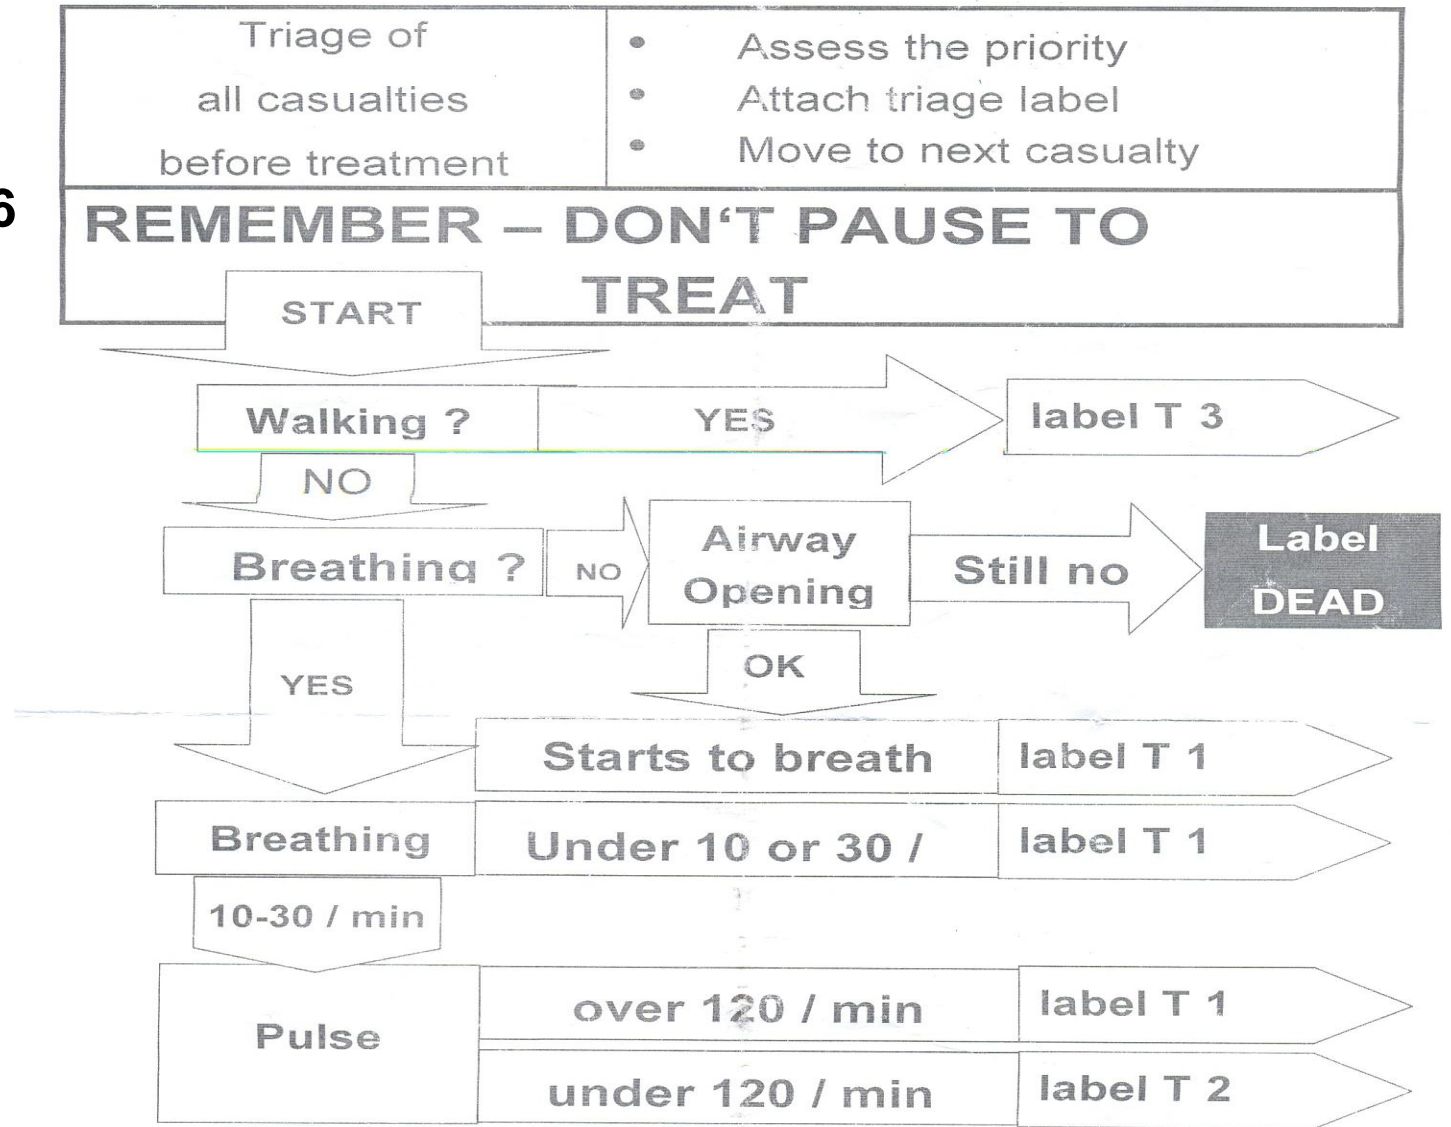 Triage of
all casualties
before treatment
• Assess the priority
• Attach triage label
• Move to next casualty
6
REMEMBER – DON‘T PAUSE TO
TREAT
START
Walking ?
YES
label T 3
NO
Breathing ?
NO
Airway
Opening
Still no
Label
DEAD
YES
OK
Starts to breath
label T 1
Breathing
Under 10 or 30 /
label T 1
10-30 / min
Pulse
over 120 / min
label T 1
under 120 / min
label T 2